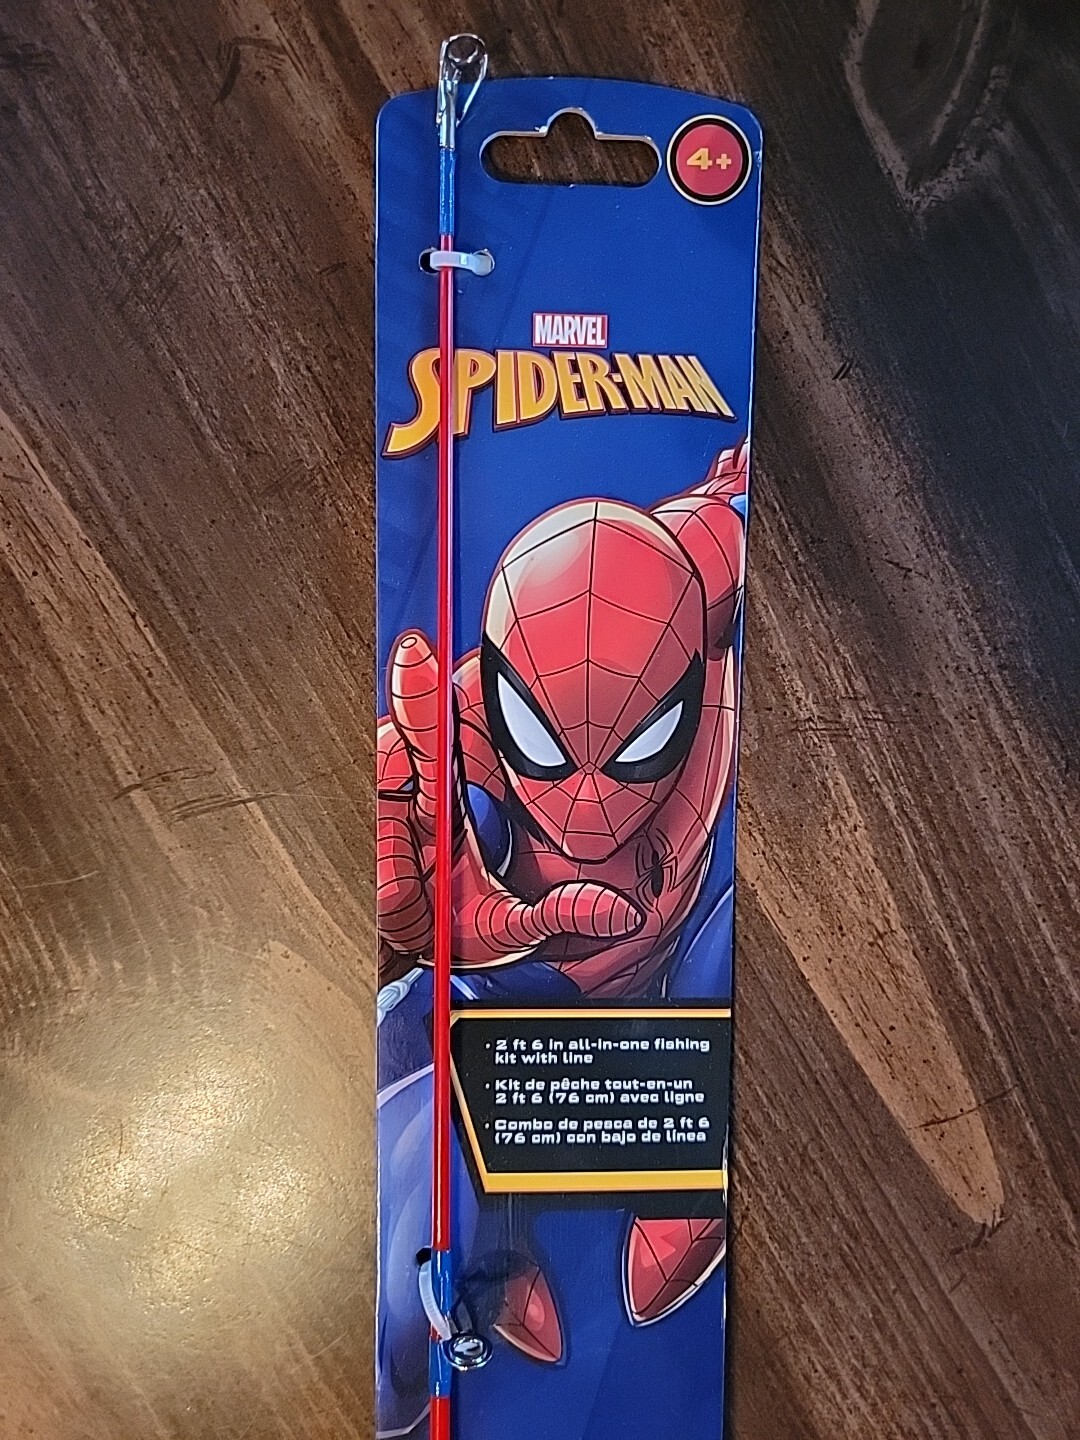 4+
MARVEL
SPIDER-MAN
• 2 ft 6 in all-in-one fishing
kit with line
• Kit de pêche tout-en-un
2 ft 6 (76 cm) avec ligne
• Combo de pesca de 2 ft 6
(76 cm) con bajo de línea